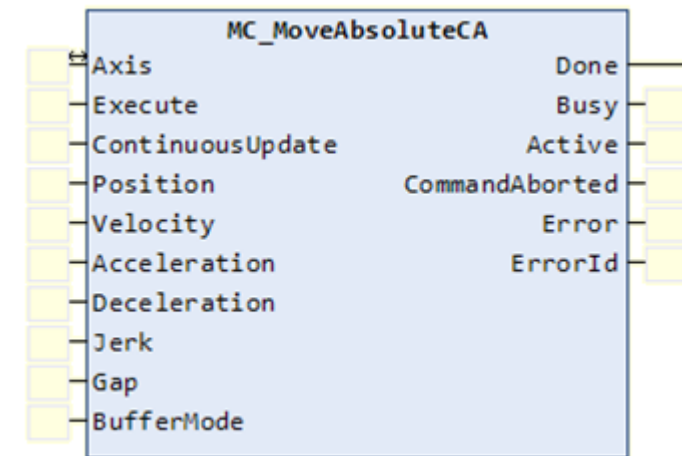 MC_MoveAbsoluteCA
Axis Done
Execute Busy
ContinuousUpdate Active
Position CommandAborted
Velocity Error
Acceleration ErrorId
Deceleration
Jerk
Gap
BufferMode